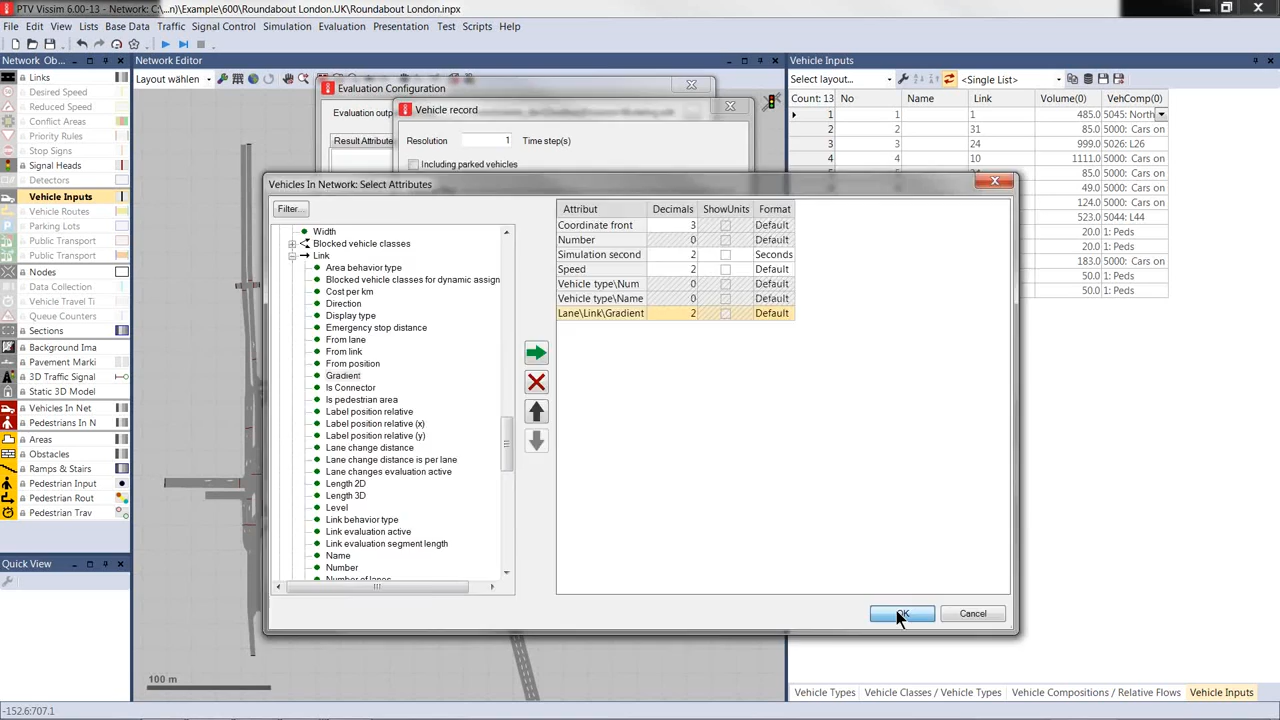 PTV Vissim 6.00-13 - Network: C:\...n)\Example\600\Roundabout London.UK\Roundabout London.inpx
File Edit View Lists Base Data Traffic Signal Control Simulation Evaluation Presentation Test Scripts Help
Network Ob...
Links
Desired Speed
Reduced Speed
Conflict Areas
Priority Rules
Stop Signs
Signal Heads
Detectors
Vehicle Inputs
Vehicle Routes
Parking Lots
Public Transport
Public Transport
Nodes
Data Collection
Vehicle Travel Ti
Queue Counters
Sections
Background Ima
Pavement Marki
3D Traffic Signal
Static 3D Model
Vehicles In Net
Pedestrians In N
Areas
Obstacles
Ramps & Stairs
Pedestrian Input
Pedestrian Rout
Pedestrian Trav
Quick View
Network Editor
Layout wählen
100 m
-152.6:707.1
Evaluation Configuration
Evaluation outp
Result Attribute
Vehicle record
Resolution 1 Time step(s)
Including parked vehicles
Vehicles In Network: Select Attributes
Filter...
Width
Blocked vehicle classes
Link
Area behavior type
Blocked vehicle classes for dynamic assign
Cost per km
Direction
Display type
Emergency stop distance
From lane
From link
From position
Gradient
Is Connector
Is pedestrian area
Label position relative
Label position relative (x)
Label position relative (y)
Lane change distance
Lane change distance is per lane
Lane changes evaluation active
Length 2D
Length 3D
Level
Link behavior type
Link evaluation active
Link evaluation segment length
Name
Number
Number of lanes
Attribut Decimals ShowUnits Format
Coordinate front 3 Default
Number 0 Default
Simulation second 2 Seconds
Speed 2 Default
Vehicle type\Num 0 Default
Vehicle type\Name 0 Default
Lane\Link\Gradient 2 Default
OK Cancel
Vehicle Inputs
Select layout... <Single List>
Count: 13 No Name Link Volume(0) VehComp(0)
1 1 1 485.0 5045: North
2 2 31 85.0 5000: Cars on
3 3 24 999.0 5026: L26
4 4 10 1111.0 5000: Cars on
85.0 5000: Cars on
49.0 5000: Cars on
124.0 5000: Cars on
523.0 5044: L44
20.0 1: Peds
20.0 1: Peds
183.0 5000: Cars on
50.0 1: Peds
50.0 1: Peds
Vehicle Types Vehicle Classes / Vehicle Types Vehicle Compositions / Relative Flows Vehicle Inputs